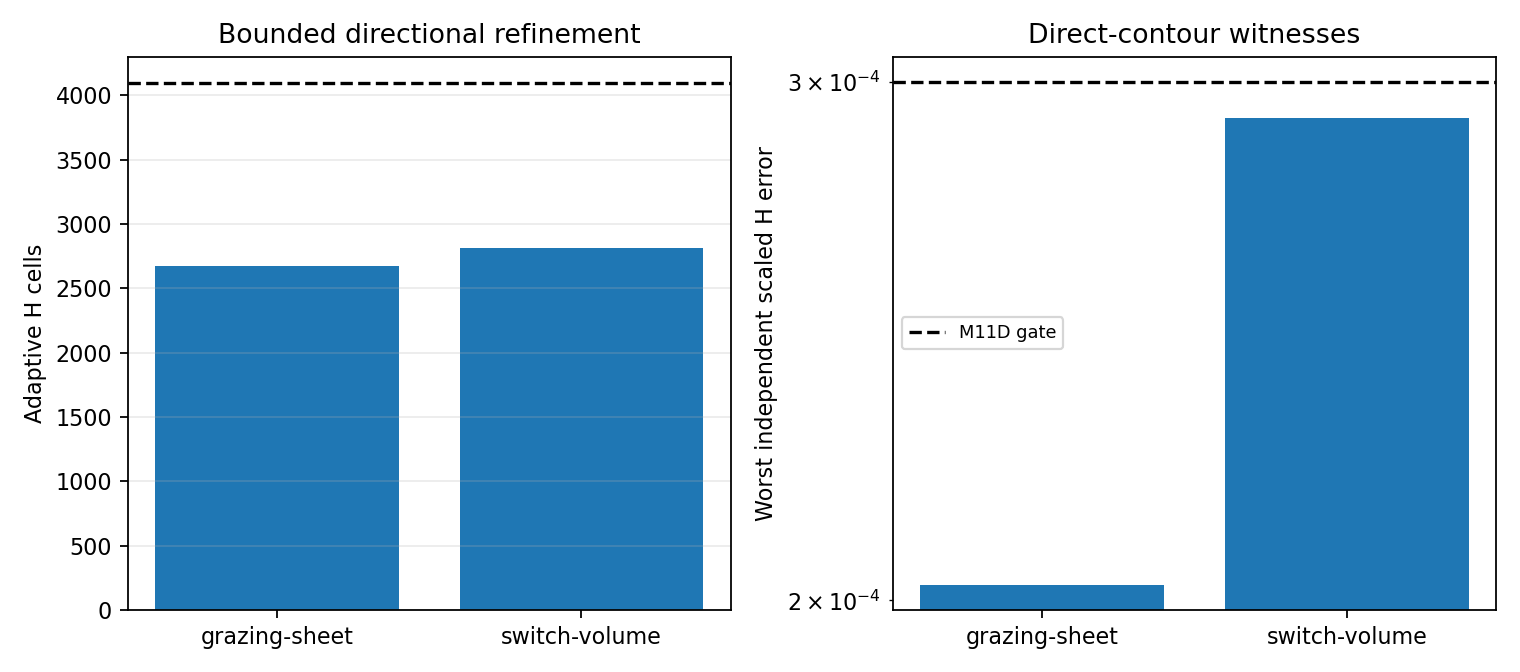 Bounded directional refinement
Adaptive H cells
4000
3500
3000
2500
2000
1500
1000
500
0
grazing-sheet
switch-volume
Direct-contour witnesses
Worst independent scaled H error
3 × 10⁻⁴
2 × 10⁻⁴
M11D gate
grazing-sheet
switch-volume